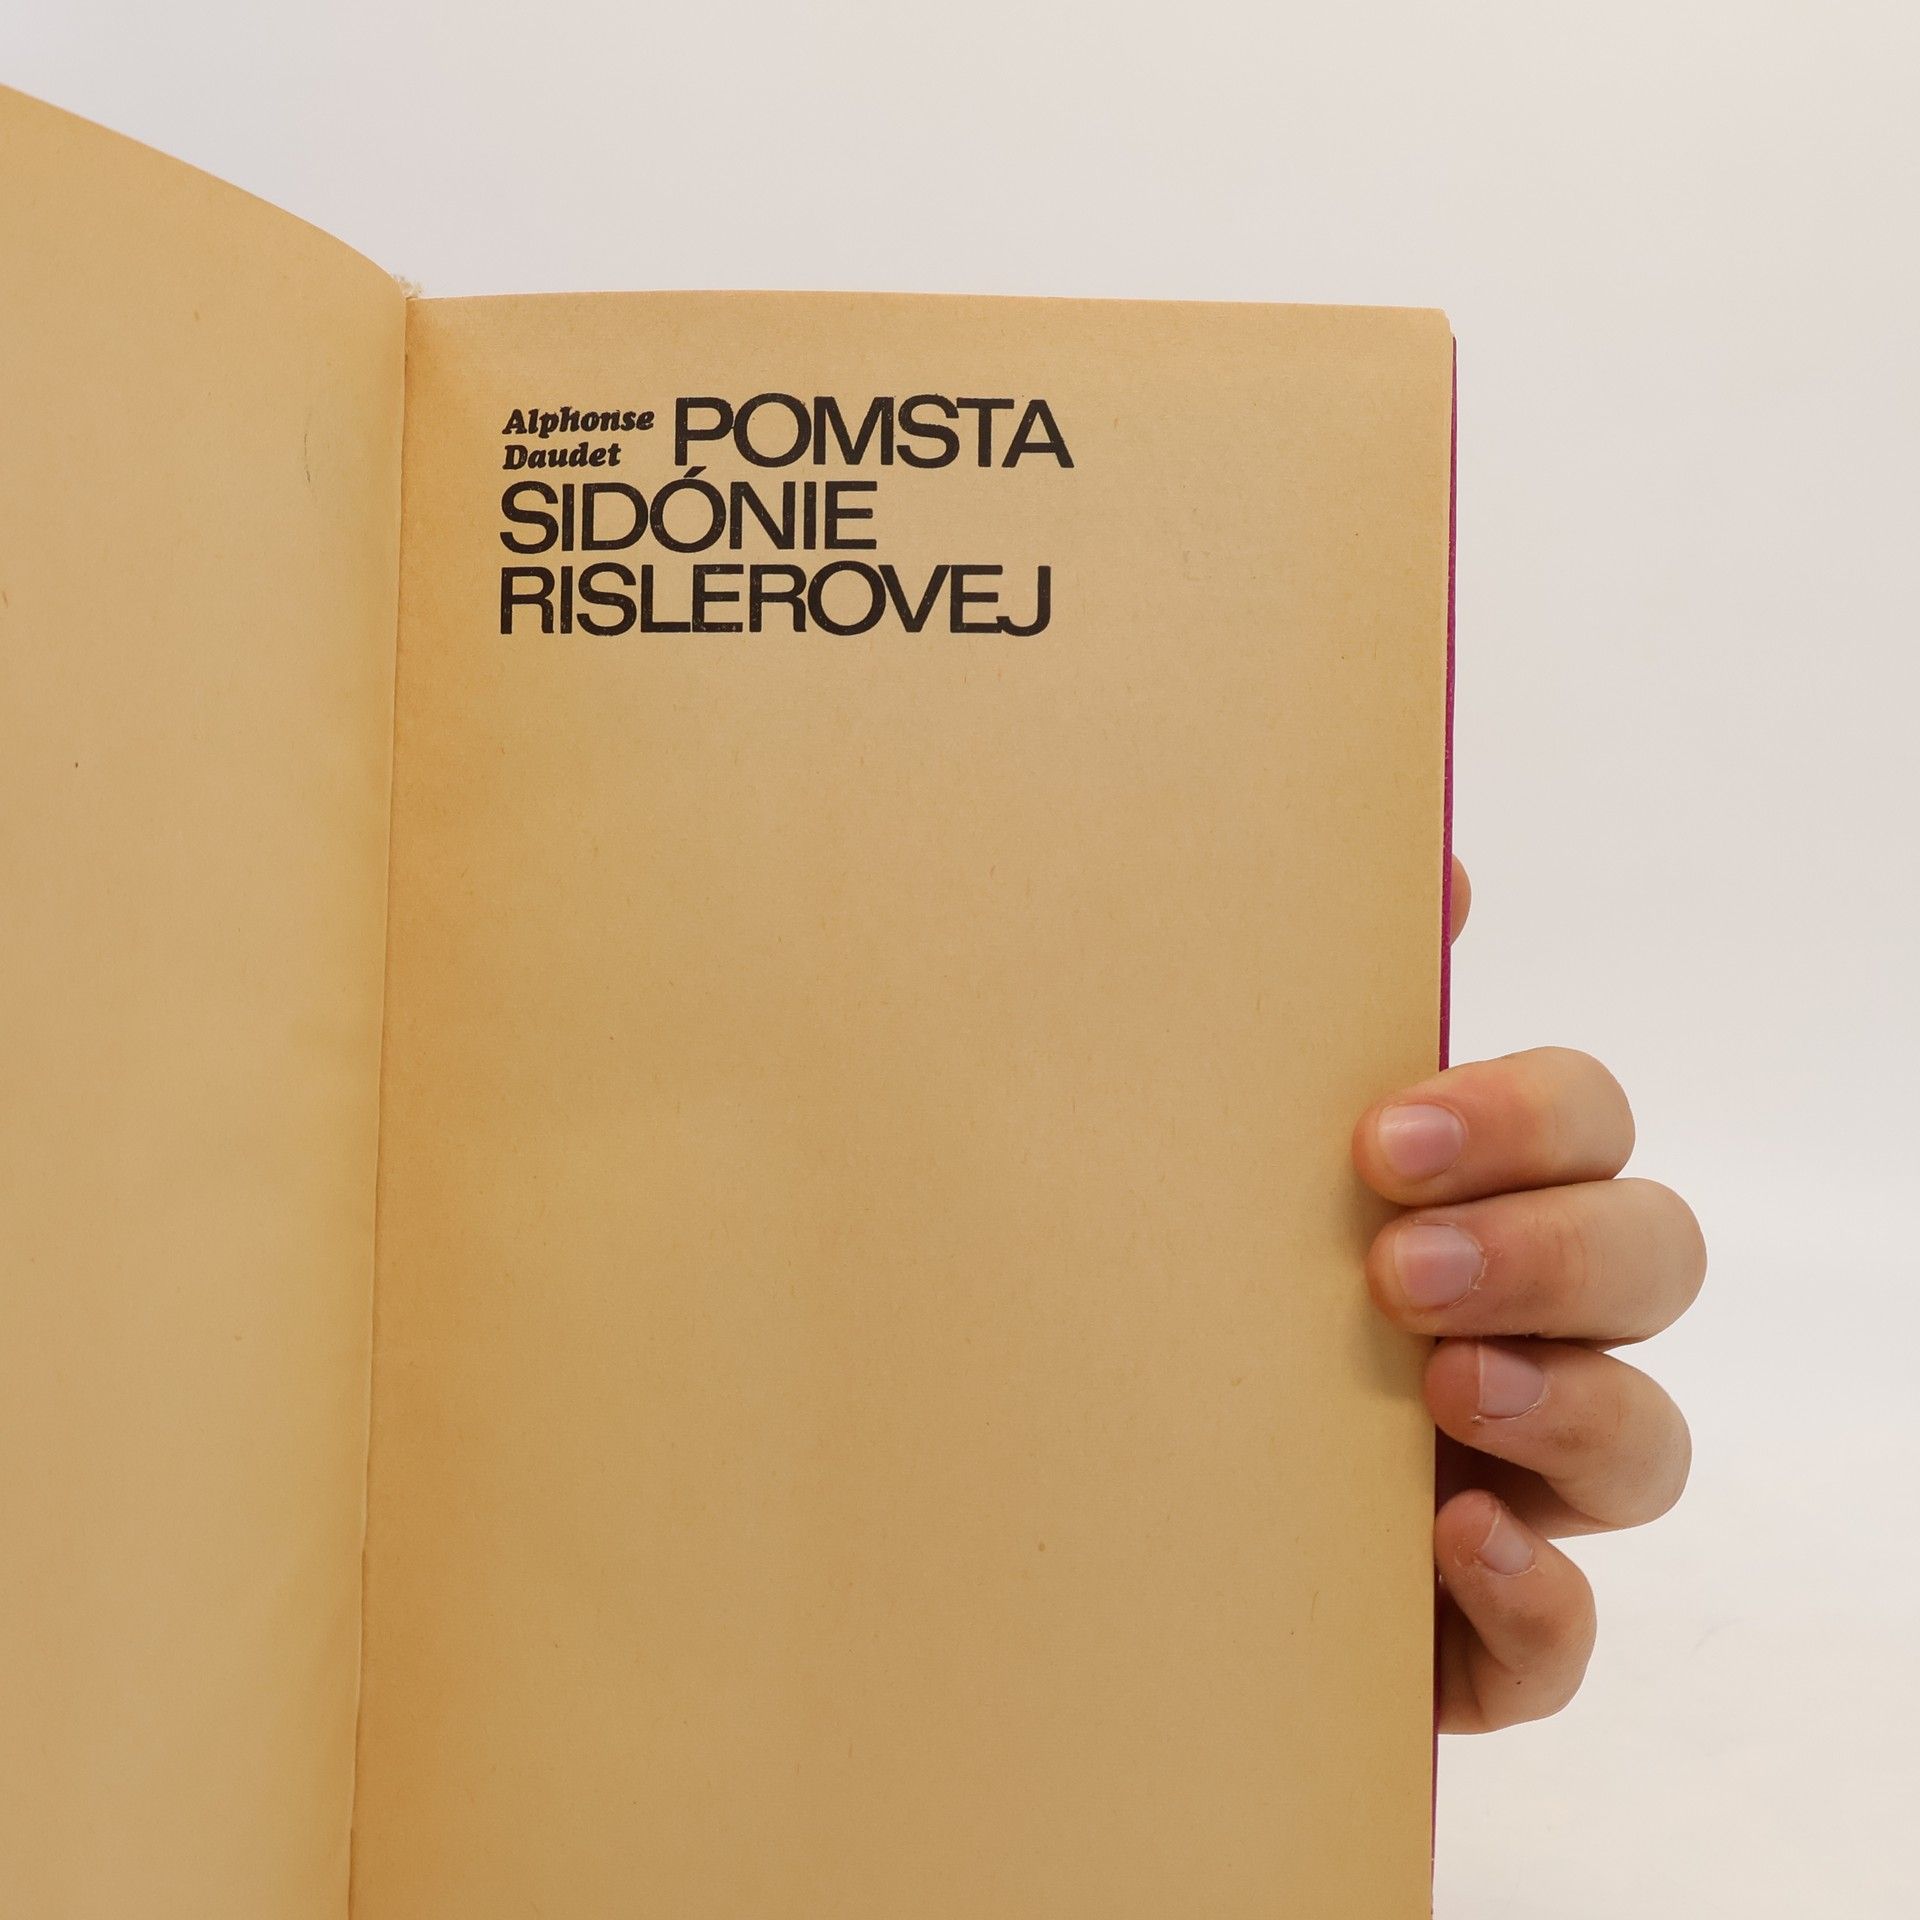 Alphonse
Daudet POMSTA
SIDÓNIE
RISLEROVEJ